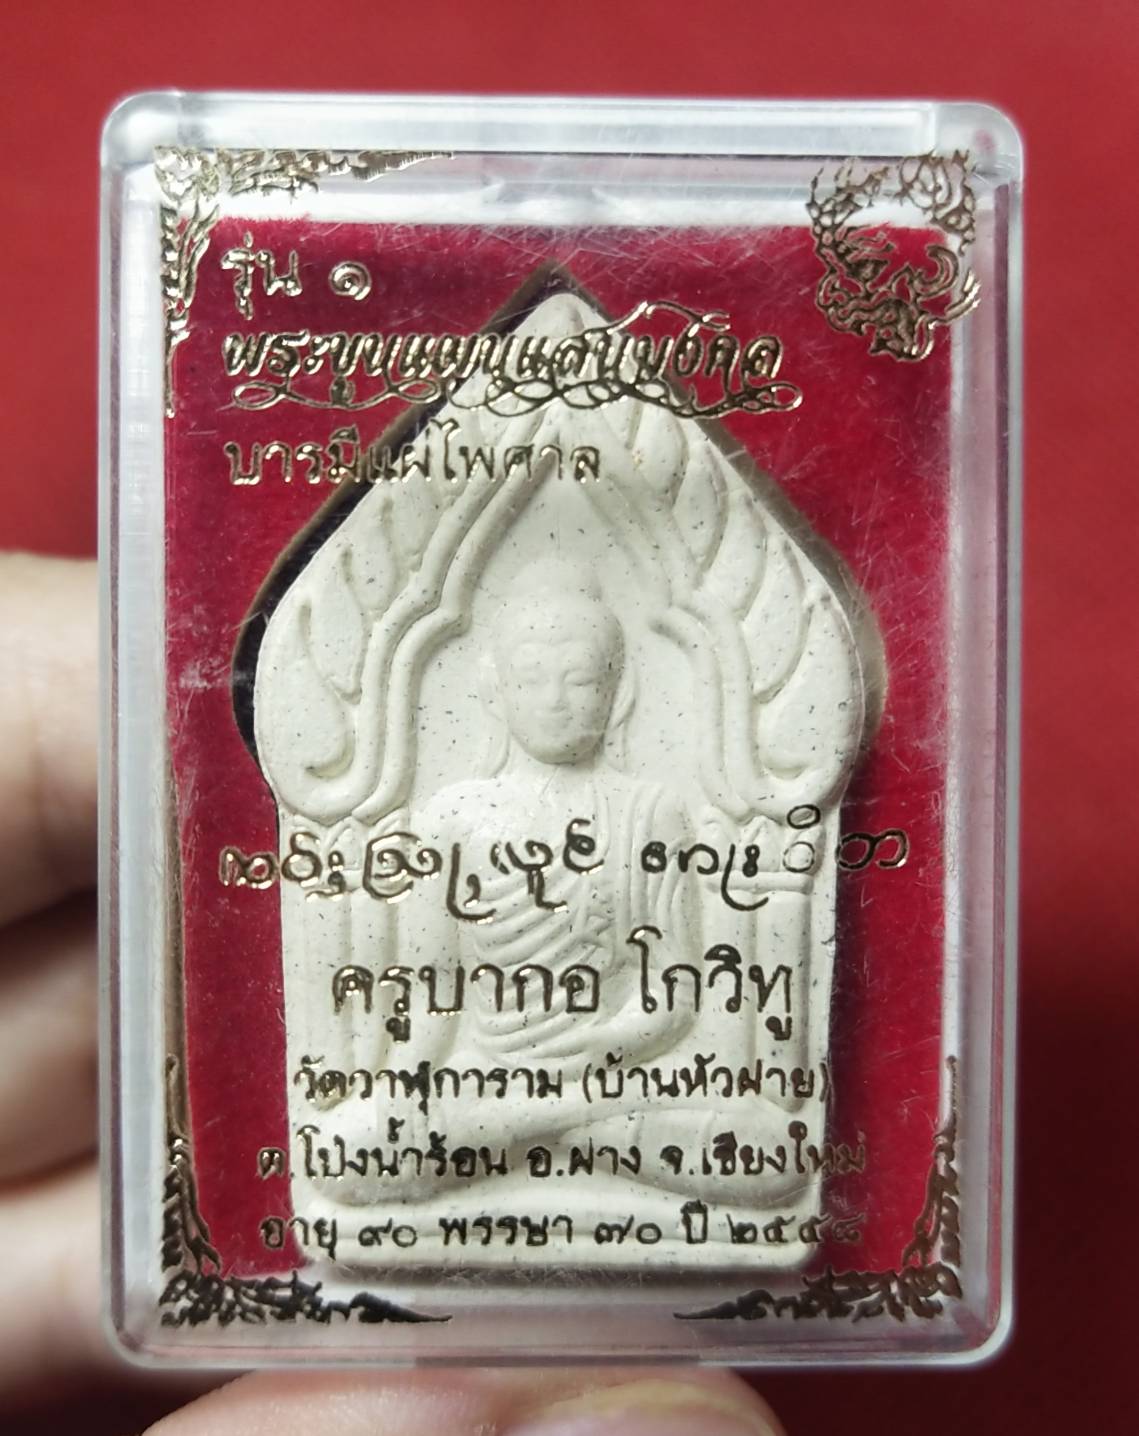 รุ่น ๑
พระขุนแผนแสนมงคล
บารมีแผ่ไพศาล
ครูบากอ โกวิทู
วัดวาฬุการาม (บ้านหัวฝาย)
ต.โป่งน้ำร้อน อ.ฝาง จ.เชียงใหม่
อายุ ๙๐ พรรษา ๗๐ ปี ๒๕๕๘